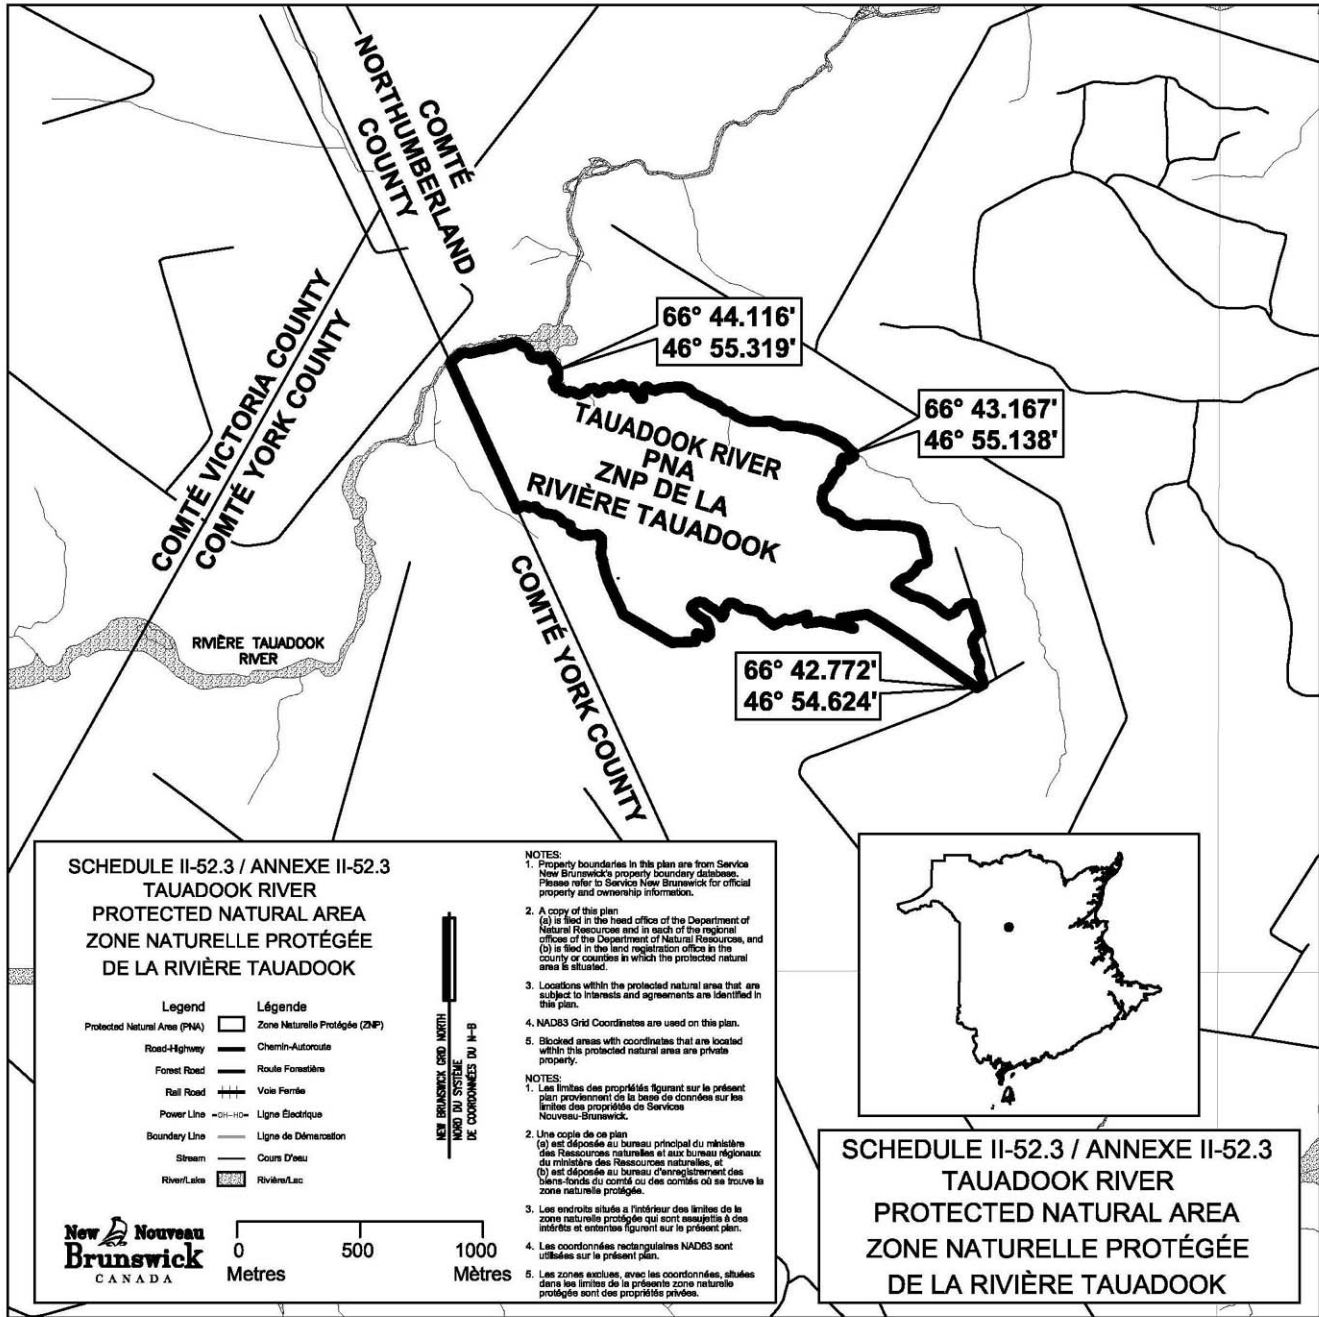 COMTÉ
NORTHUMBERLAND
COUNTY
COMTÉ VICTORIA COUNTY
COMTÉ YORK COUNTY
66° 44.116'
46° 55.319'
66° 43.167'
46° 55.138'
TAUADOOK RIVER
PNA
ZNP DE LA
RIVIÈRE TAUADOOK
COMTÉ YORK COUNTY
RIVIÈRE TAUADOOK
RIVER
66° 42.772'
46° 54.624'
SCHEDULE II-52.3 / ANNEXE II-52.3
TAUADOOK RIVER
PROTECTED NATURAL AREA
ZONE NATURELLE PROTÉGÉE
DE LA RIVIÈRE TAUADOOK
Legend Légende
Protected Natural Area (PNA) Zone Naturelle Protégée (ZNP)
Road-Highway Chemin-Autoroute
Forest Road Route Forestière
Rail Road Voie Ferrée
Power Line -OH-HO- Ligne Électrique
Boundary Line Ligne de Démarcation
Stream Cours D'eau
River/Lake Rivière/Lac
NEW BRUNSWICK GRID NORTH
NORD DU SYSTÈME
DE COORDONNÉES DU N-B
New Nouveau
Brunswick
CANADA
0 500 1000
Metres Mètres
NOTES:
1. Property boundaries in this plan are from Service
New Brunswick's property boundary database.
Please refer to Service New Brunswick for official
property and ownership information.
2. A copy of this plan
(a) is filed in the head office of the Department of
Natural Resources and in each of the regional
offices of the Department of Natural Resources, and
(b) is filed in the land registration office in the
county or counties in which the protected natural
area is situated.
3. Locations within the protected natural area that are
subject to interests and agreements are identified in
this plan.
4. NAD83 Grid Coordinates are used on this plan.
5. Blocked areas with coordinates that are located
within this protected natural area are private
property.
NOTES:
1. Les limites des propriétés figurant sur le présent
plan proviennent de la base de données sur les
limites des propriétés de Services
Nouveau-Brunswick.
2. Une copie de ce plan
(a) est déposée au bureau principal du ministère
des Ressources naturelles et aux bureau régionaux
du ministère des Ressources naturelles, et
(b) est déposée au bureau d'enregistrement des
biens-fonds du comté ou des comtés où se trouve la
zone naturelle protégée.
3. Les endroits situés a l'intérieur des limites de la
zone naturelle protégée qui sont assujettis à des
intérêts et ententes figurent sur le présent plan.
4. Les coordonnées rectangulaires NAD83 sont
utilisées sur le présent plan.
5. Les zones exclues, avec les coordonnées, situées
dans les limites de la présente zone naturelle
protégée sont des propriétés privées.
SCHEDULE II-52.3 / ANNEXE II-52.3
TAUADOOK RIVER
PROTECTED NATURAL AREA
ZONE NATURELLE PROTÉGÉE
DE LA RIVIÈRE TAUADOOK